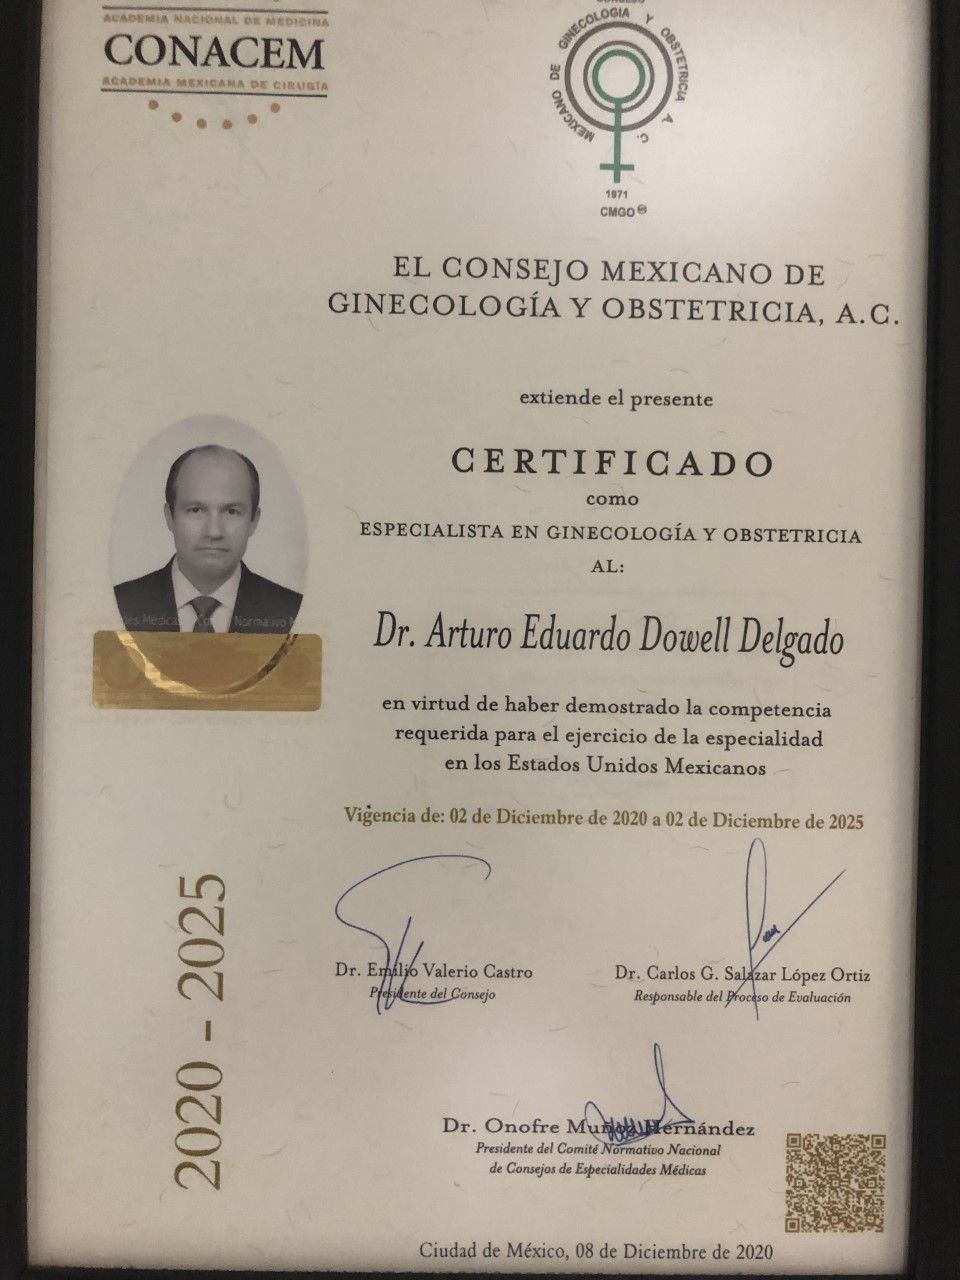 ACADEMIA NACIONAL DE MEDICINA
CONACEM
ACADEMIA MEXICANA DE CIRUGÍA
CONSEJO MEXICANO DE GINECOLOGIA Y OBSTETRICIA A. C.
1971
CMGO
EL CONSEJO MEXICANO DE
GINECOLOGÍA Y OBSTETRICIA, A.C.
extiende el presente
CERTIFICADO
como
ESPECIALISTA EN GINECOLOGÍA Y OBSTETRICIA
AL:
Dr. Arturo Eduardo Dowell Delgado
en virtud de haber demostrado la competencia
requerida para el ejercicio de la especialidad
en los Estados Unidos Mexicanos
Vigencia de: 02 de Diciembre de 2020 a 02 de Diciembre de 2025
des Médica Normativo
2020 - 2025
Dr. Emilio Valerio Castro
Presidente del Consejo
Dr. Carlos G. Salazar López Ortiz
Responsable del Proceso de Evaluación
Dr. Onofre Muñoz Hernández
Presidente del Comité Normativo Nacional
de Consejos de Especialidades Médicas
Ciudad de México, 08 de Diciembre de 2020